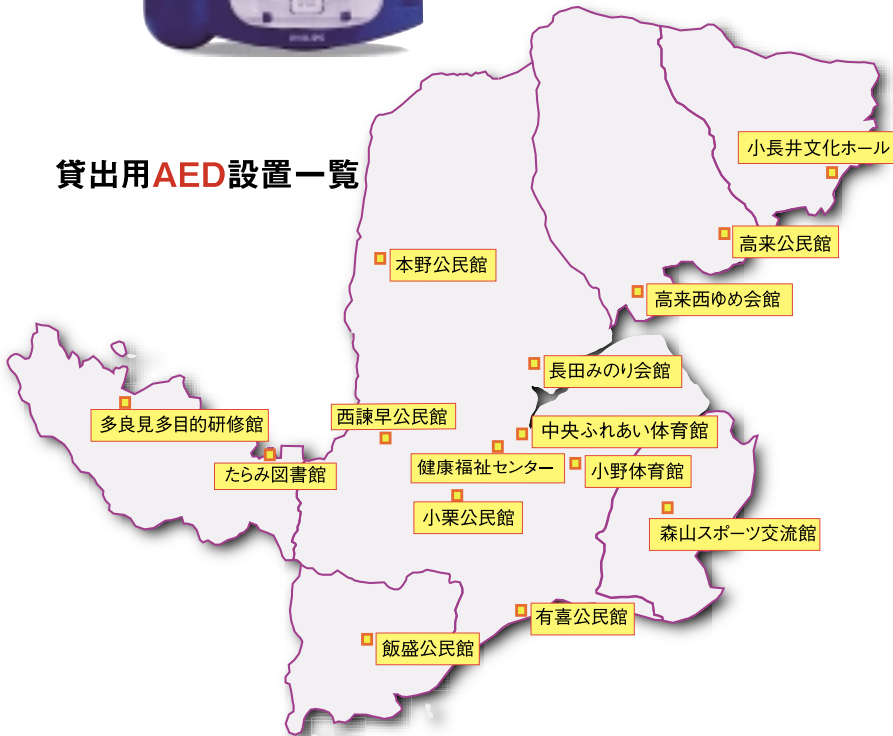 PHILIPS
貸出用AED設置一覧
小長井文化ホール
高来公民館
本野公民館
高来西ゆめ会館
長田みのり会館
多良見多目的研修館
西諫早公民館
中央ふれあい体育館
たらみ図書館
健康福祉センター
小野体育館
小栗公民館
森山スポーツ交流館
有喜公民館
飯盛公民館